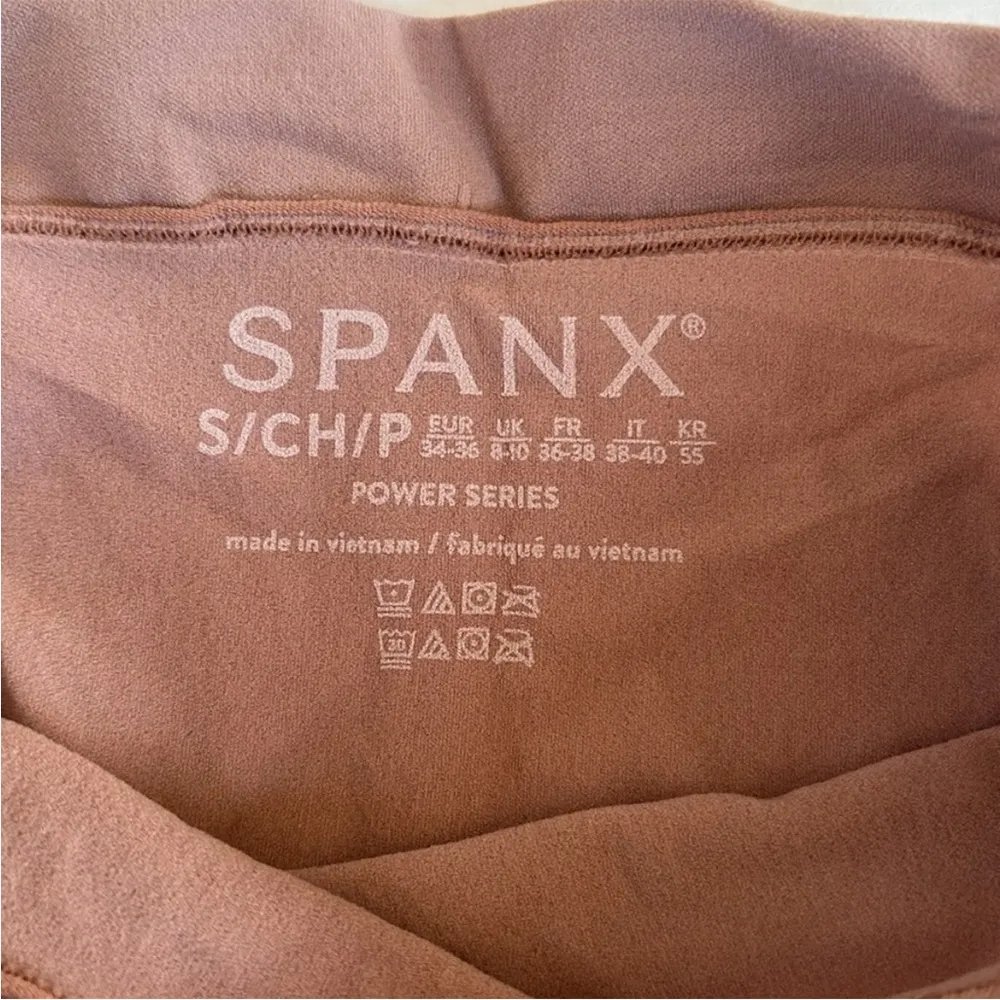 SPANX®
S/CH/P EUR 34-36 UK 8-10 FR 36-38 IT 38-40 KR 55
POWER SERIES
made in vietnam / fabriqué au vietnam
30